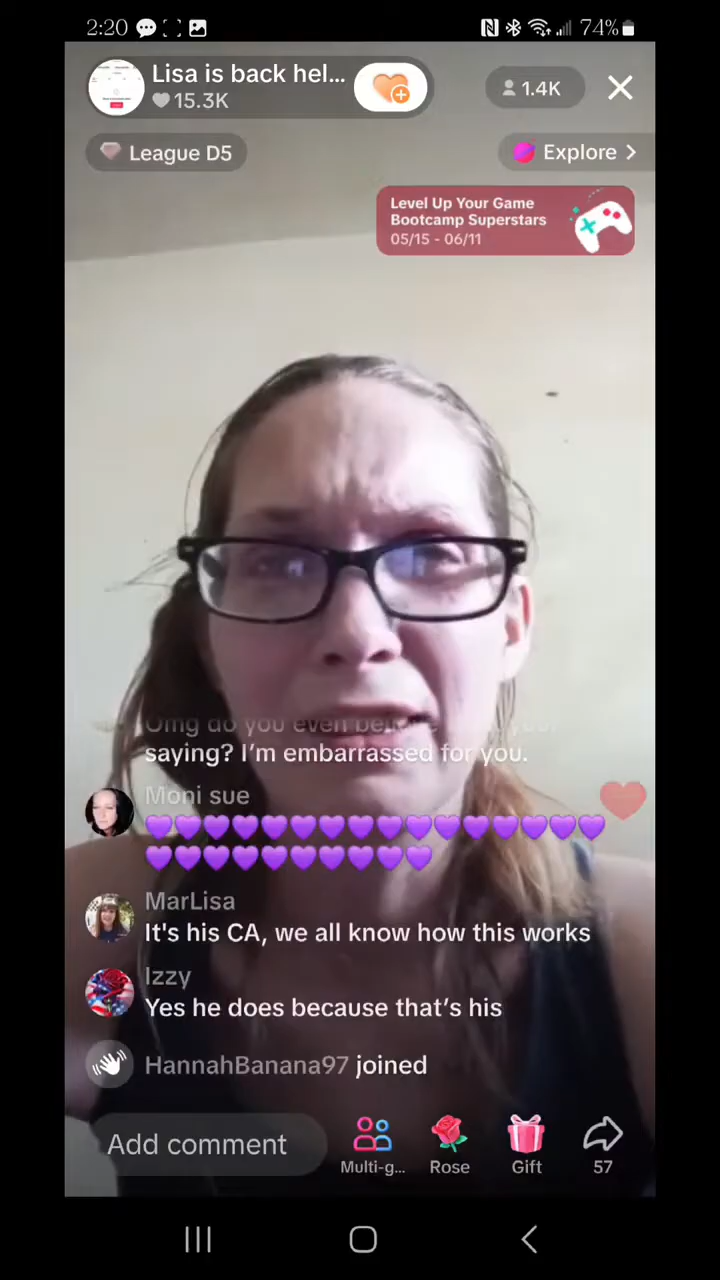 2:20
74%
Lisa is back hel...
15.3K
1.4K
League D5
Explore >
Level Up Your Game
Bootcamp Superstars
05/15 - 06/11
Omg do you even
saying? I'm embarrassed for you.
Moni sue
💜💜💜💜💜💜💜💜💜💜💜💜💜💜💜💜
💜💜💜💜💜💜💜💜💜💜
MarLisa
It's his CA, we all know how this works
Izzy
Yes he does because that's his
HannahBanana97 joined
Add comment
Multi-g...
Rose
Gift
57